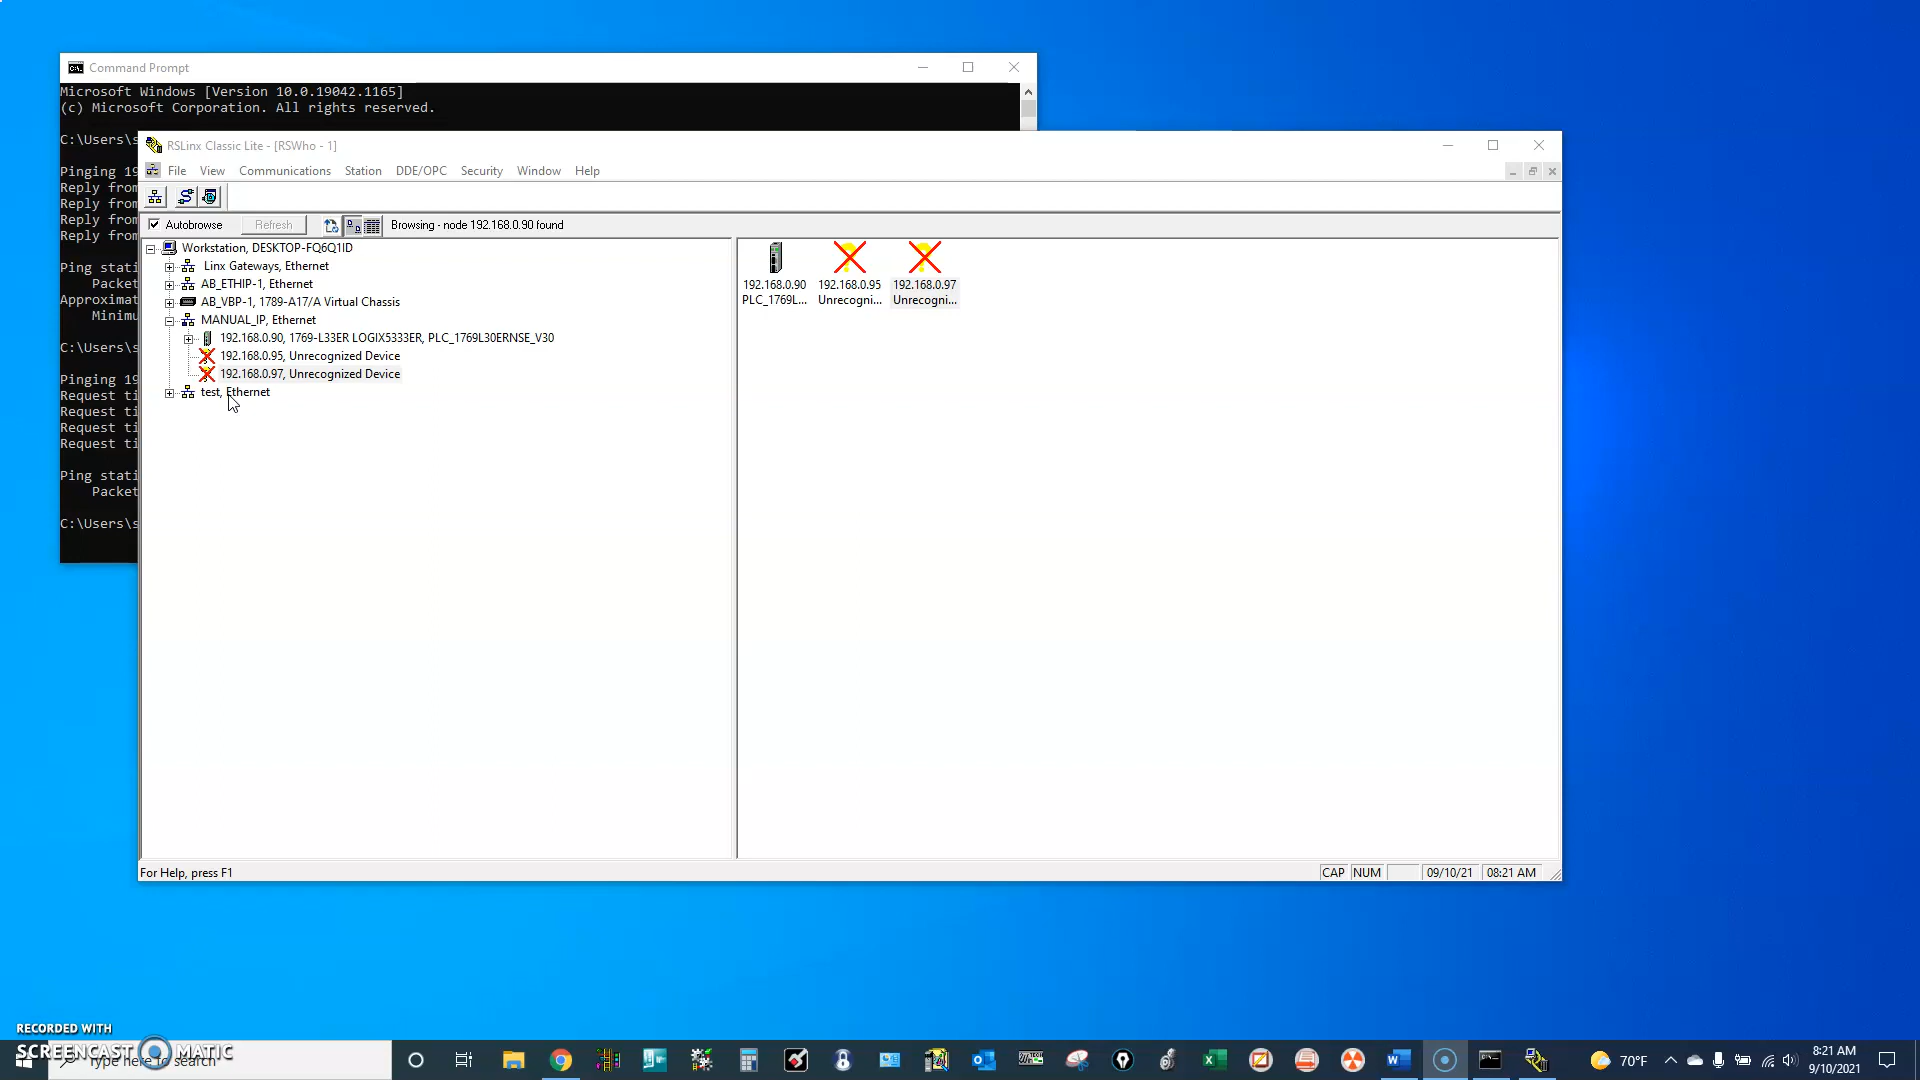 Command Prompt
Microsoft Windows [Version 10.0.19042.1165]
(c) Microsoft Corporation. All rights reserved.
C:\Users\s
Pinging 19
Reply from
Reply from
Reply from
Reply from
Ping stati
Packet
Approximat
Minimu
C:\Users\s
Pinging 19
Request ti
Request ti
Request ti
Request ti
Ping stati
Packet
C:\Users\s
RSLinx Classic Lite - [RSWho - 1]
File View Communications Station DDE/OPC Security Window Help
Autobrowse Refresh Browsing - node 192.168.0.90 found
Workstation, DESKTOP-FQ6Q1ID
Linx Gateways, Ethernet
AB_ETHIP-1, Ethernet
AB_VBP-1, 1789-A17/A Virtual Chassis
MANUAL_IP, Ethernet
192.168.0.90, 1769-L33ER LOGIX5333ER, PLC_1769L30ERNSE_V30
192.168.0.95, Unrecognized Device
192.168.0.97, Unrecognized Device
test, Ethernet
192.168.0.90 192.168.0.95 192.168.0.97
PLC_1769L... Unrecogni... Unrecogni...
For Help, press F1
CAP NUM 09/10/21 08:21 AM
RECORDED WITH
SCREENCAST MATIC
Type here to search
70°F
8:21 AM
9/10/2021